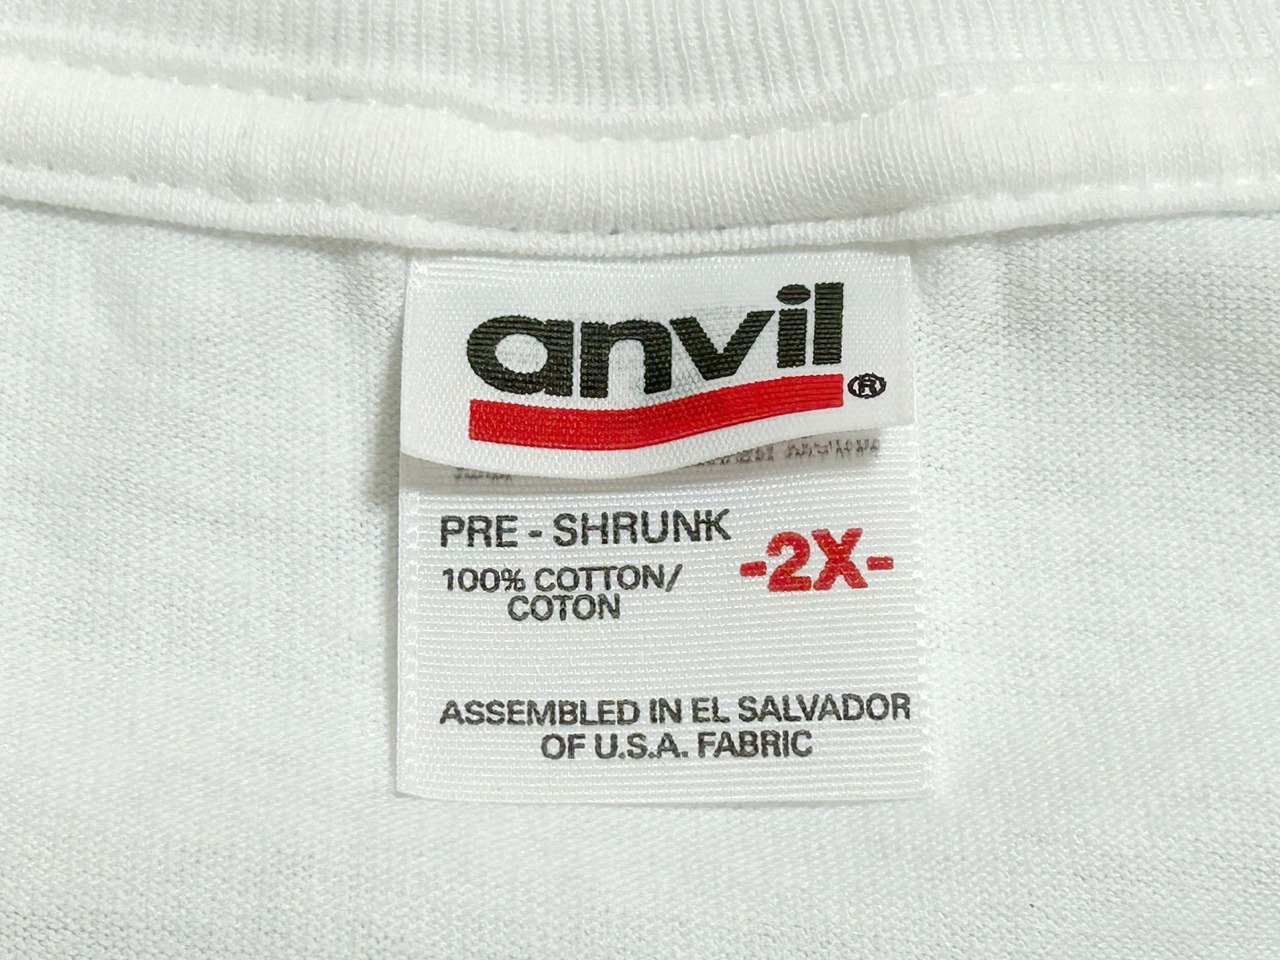 anvil®
PRE - SHRUNK
-2X-
100% COTTON/
COTON
ASSEMBLED IN EL SALVADOR
OF U.S.A. FABRIC